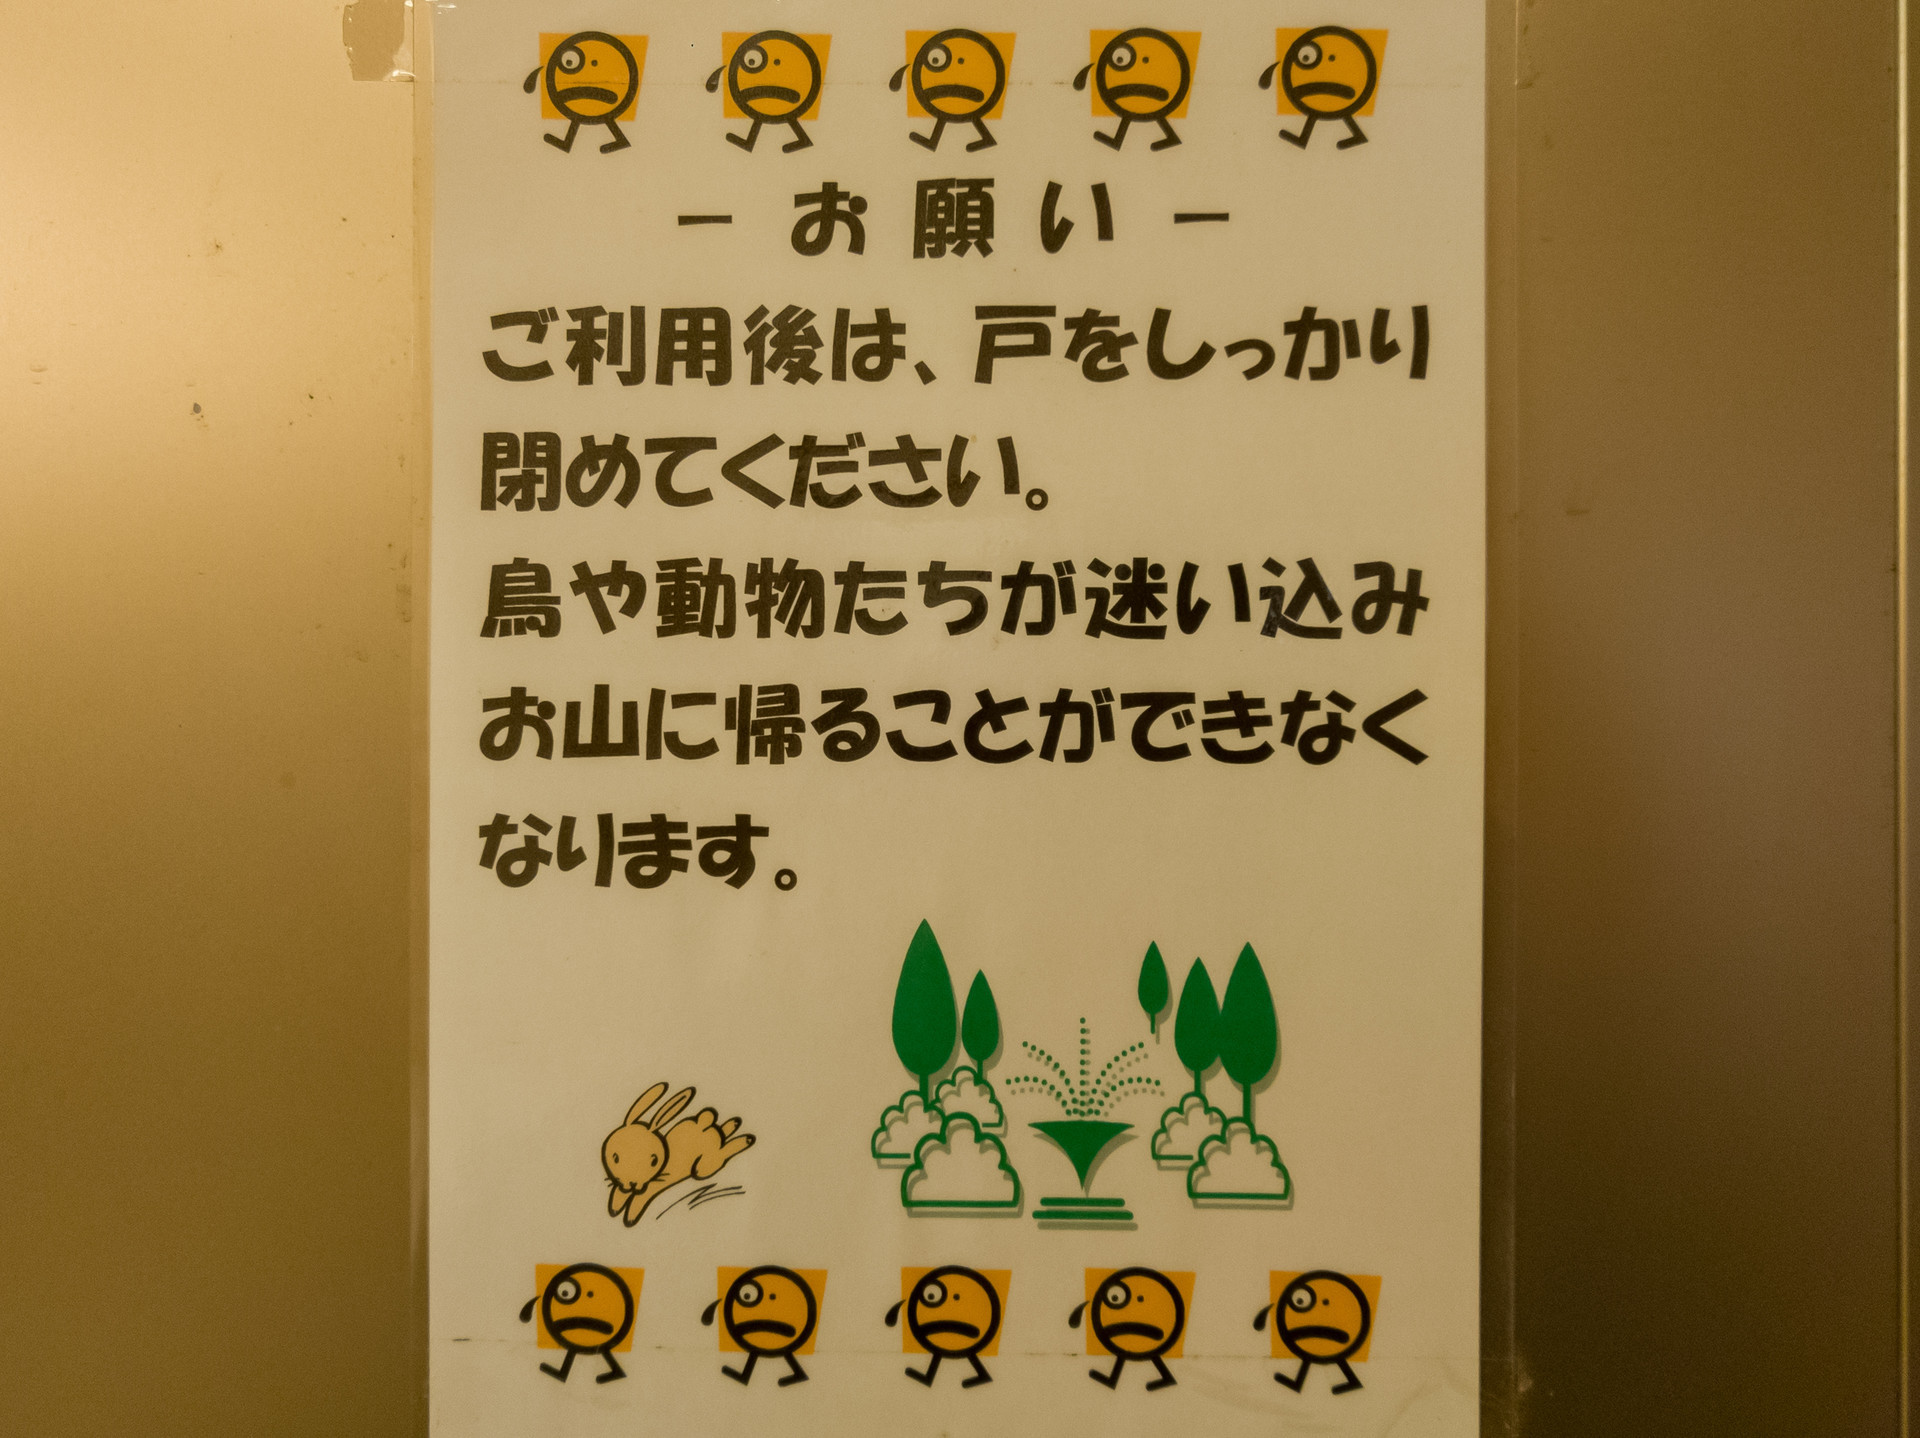 － お 願 い －
ご利用後は、戸をしっかり
閉めてください。
鳥や動物たちが迷い込み
お山に帰ることができなく
なります。